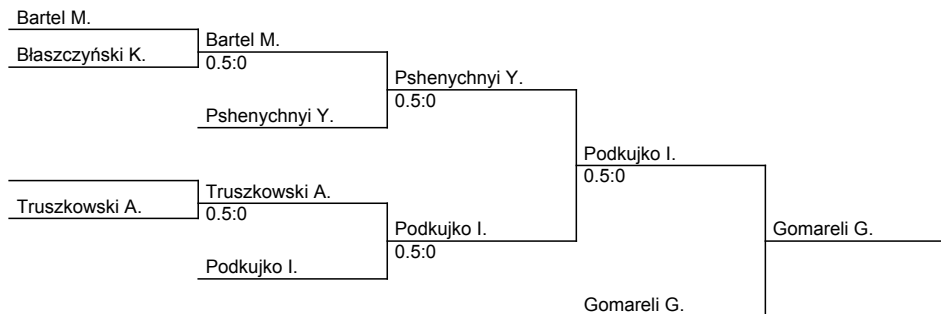 Bartel M.
Błaszczyński K.
Bartel M.
0.5:0
Pshenychnyi Y.
Pshenychnyi Y.
0.5:0
Truszkowski A.
Truszkowski A.
0.5:0
Podkujko I.
Podkujko I.
0.5:0
Podkujko I.
0.5:0
Gomareli G.
Gomareli G.